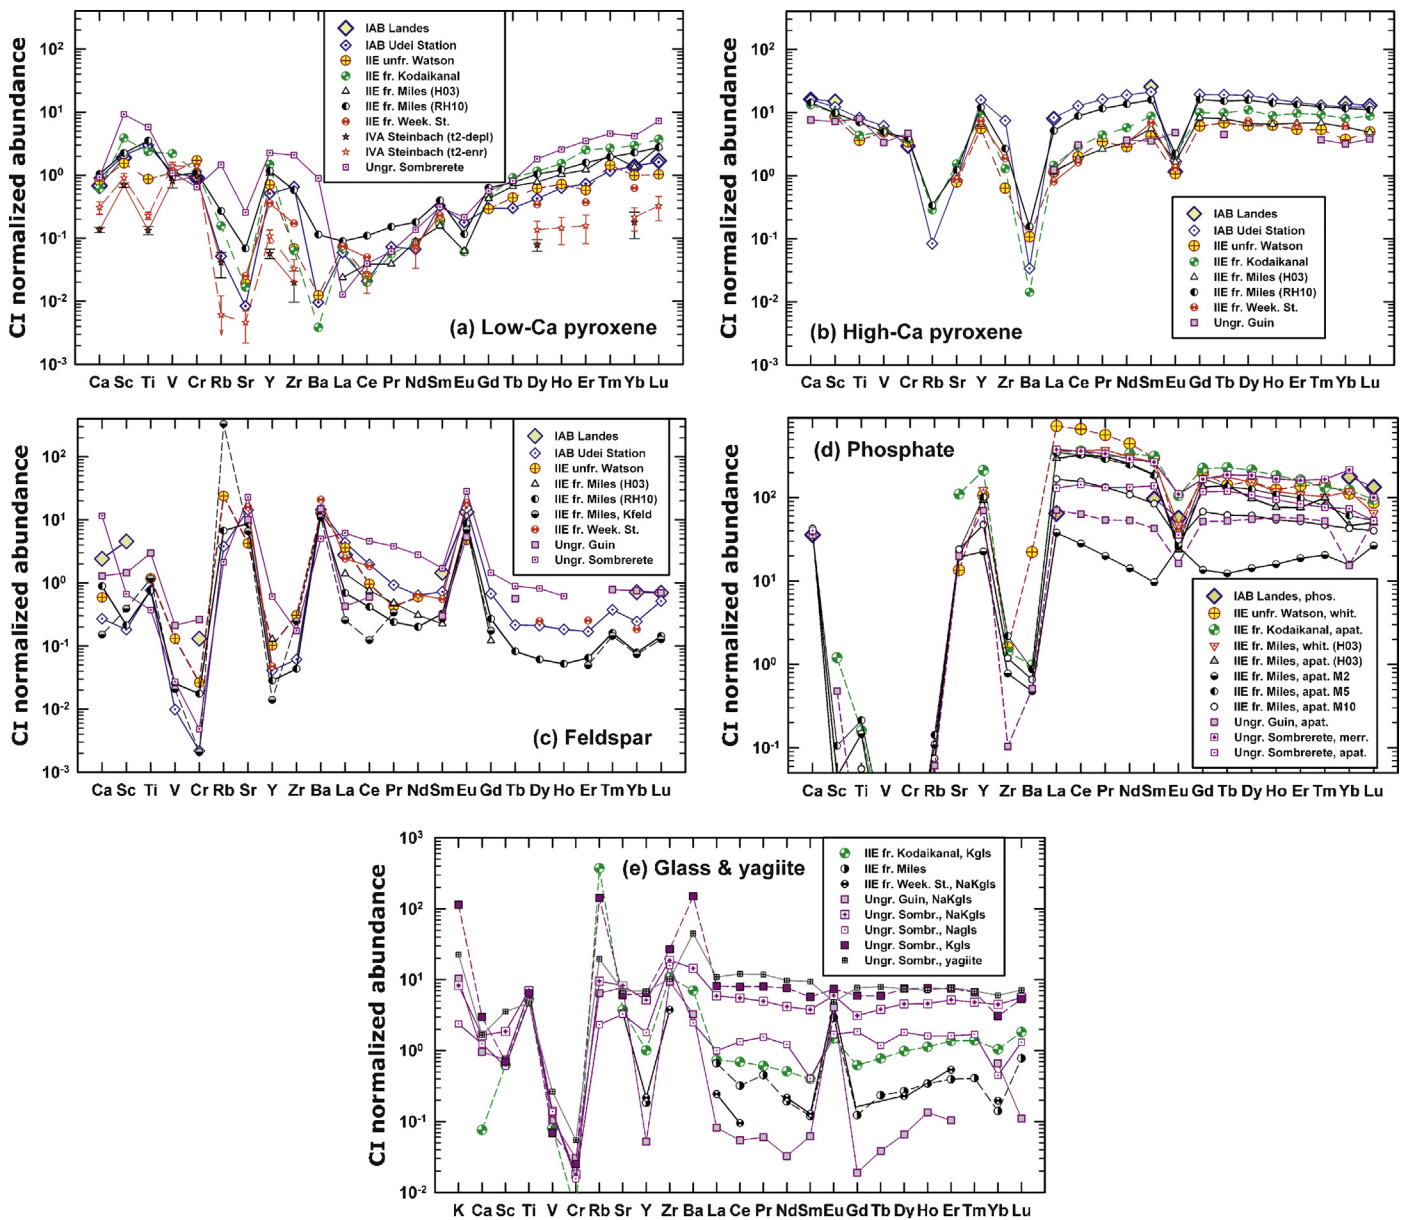 CI normalized abundance
10²
10¹
10⁰
10⁻¹
10⁻²
10⁻³
IAB Landes
IAB Udei Station
IIE unfr. Watson
IIE fr. Kodaikanal
IIE fr. Miles (H03)
IIE fr. Miles (RH10)
IIE fr. Week. St.
IVA Steinbach (t2-depl)
IVA Steinbach (t2-enr)
Ungr. Sombrerete
(a) Low-Ca pyroxene
Ca Sc Ti V Cr Rb Sr Y Zr Ba La Ce Pr Nd Sm Eu Gd Tb Dy Ho Er Tm Yb Lu
CI normalized abundance
10²
10¹
10⁰
10⁻¹
10⁻²
10⁻³
IAB Landes
IAB Udei Station
IIE unfr. Watson
IIE fr. Kodaikanal
IIE fr. Miles (H03)
IIE fr. Miles (RH10)
IIE fr. Week. St.
Ungr. Guin
(b) High-Ca pyroxene
Ca Sc Ti V Cr Rb Sr Y Zr Ba La Ce Pr Nd Sm Eu Gd Tb Dy Ho Er Tm Yb Lu
CI normalized abundance
10²
10¹
10⁰
10⁻¹
10⁻²
10⁻³
IAB Landes
IAB Udei Station
IIE unfr. Watson
IIE fr. Miles (H03)
IIE fr. Miles (RH10)
IIE fr. Miles, Kfeld
IIE fr. Week. St.
Ungr. Guin
Ungr. Sombrerete
(c) Feldspar
Ca Sc Ti V Cr Rb Sr Y Zr Ba La Ce Pr Nd Sm Eu Gd Tb Dy Ho Er Tm Yb Lu
CI normalized abundance
10²
10¹
10⁰
10⁻¹
(d) Phosphate
IAB Landes, phos.
IIE unfr. Watson, whit.
IIE fr. Kodaikanal, apat.
IIE fr. Miles, whit. (H03)
IIE fr. Miles, apat. (H03)
IIE fr. Miles, apat. M2
IIE fr. Miles, apat. M5
IIE fr. Miles, apat. M10
Ungr. Guin, apat.
Ungr. Sombrerete, merr.
Ungr. Sombrerete, apat.
Ca Sc Ti V Cr Rb Sr Y Zr Ba La Ce Pr Nd Sm Eu Gd Tb Dy Ho Er Tm Yb Lu
CI normalized abundance
10³
10²
10¹
10⁰
10⁻¹
10⁻²
(e) Glass & yagiite
IIE fr. Kodaikanal, Kgls
IIE fr. Miles
IIE fr. Week. St., NaKgls
Ungr. Guin, NaKgls
Ungr. Sombr., NaKgls
Ungr. Sombr., Nagls
Ungr. Sombr., Kgls
Ungr. Sombr., yagiite
K Ca Sc Ti V Cr Rb Sr Y Zr Ba La Ce Pr Nd Sm Eu Gd Tb Dy Ho Er Tm Yb Lu